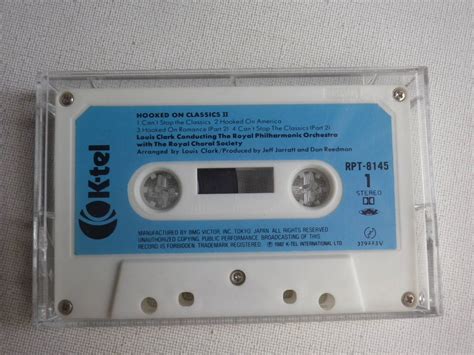 HOOKED ON CLASSICS II
1 Can't Stop the Classics 2 Hooked On America
3 Hooked On Romance (Part 2) 4 Can't Stop The Classics (Part 2)
Louis Clark Conducting The Royal Philharmonic Orchestra
with The Royal Choral Society
Arranged by Louis Clark/Produced by Jeff Jarratt and Don Reedman
K-tel
RPT-8145
1
STEREO
MANUFACTURED BY BMG VICTOR, INC. TOKYO, JAPAN. ALL RIGHTS RESERVED.
UNAUTHORIZED COPYING, PUBLIC PERFORMANCE BROADCASTING OF THIS
RECORD IS FORBIDDEN. TRADEMARK REGISTERED. ℗ 1982 K-TEL INTERNATIONAL LTD